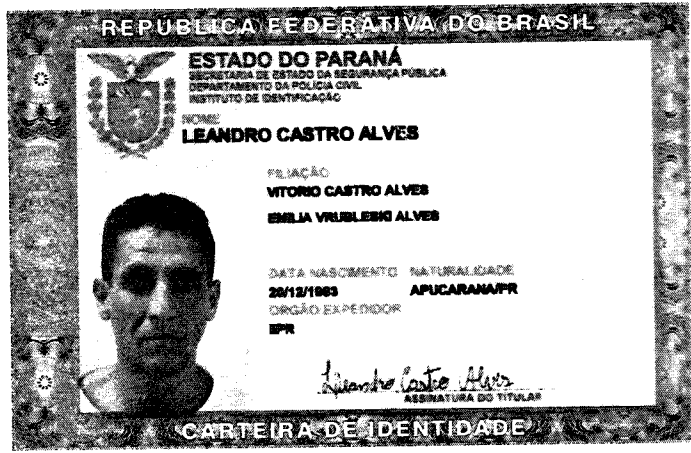 REPÚBLICA FEDERATIVA DO BRASIL
ESTADO DO PARANÁ
SECRETARIA DE ESTADO DA SEGURANÇA PÚBLICA
DEPARTAMENTO DA POLÍCIA CIVIL
INSTITUTO DE IDENTIFICAÇÃO
NOME
LEANDRO CASTRO ALVES
FILIAÇÃO
VITORIO CASTRO ALVES
EMILIA VRUBLESKI ALVES
DATA NASCIMENTO NATURALIDADE
APUCARANA/PR
ORGÃO EXPEDIDOR
Leandro Castro Alves
ASSINATURA DO TITULAR
CARTEIRA DE IDENTIDADE